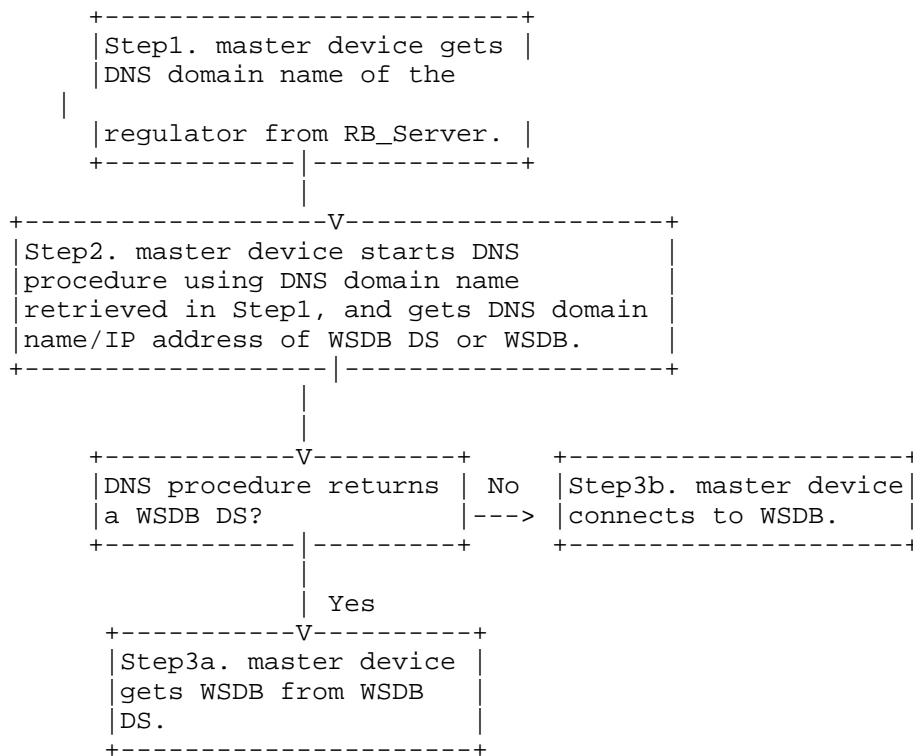 Step1. master device gets
DNS domain name of the
regulator from RB_Server.
Step2. master device starts DNS
procedure using DNS domain name
retrieved in Step1, and gets DNS domain
name/IP address of WSDB DS or WSDB.
DNS procedure returns
a WSDB DS?
No
--->
Step3b. master device
connects to WSDB.
Yes
Step3a. master device
gets WSDB from WSDB
DS.